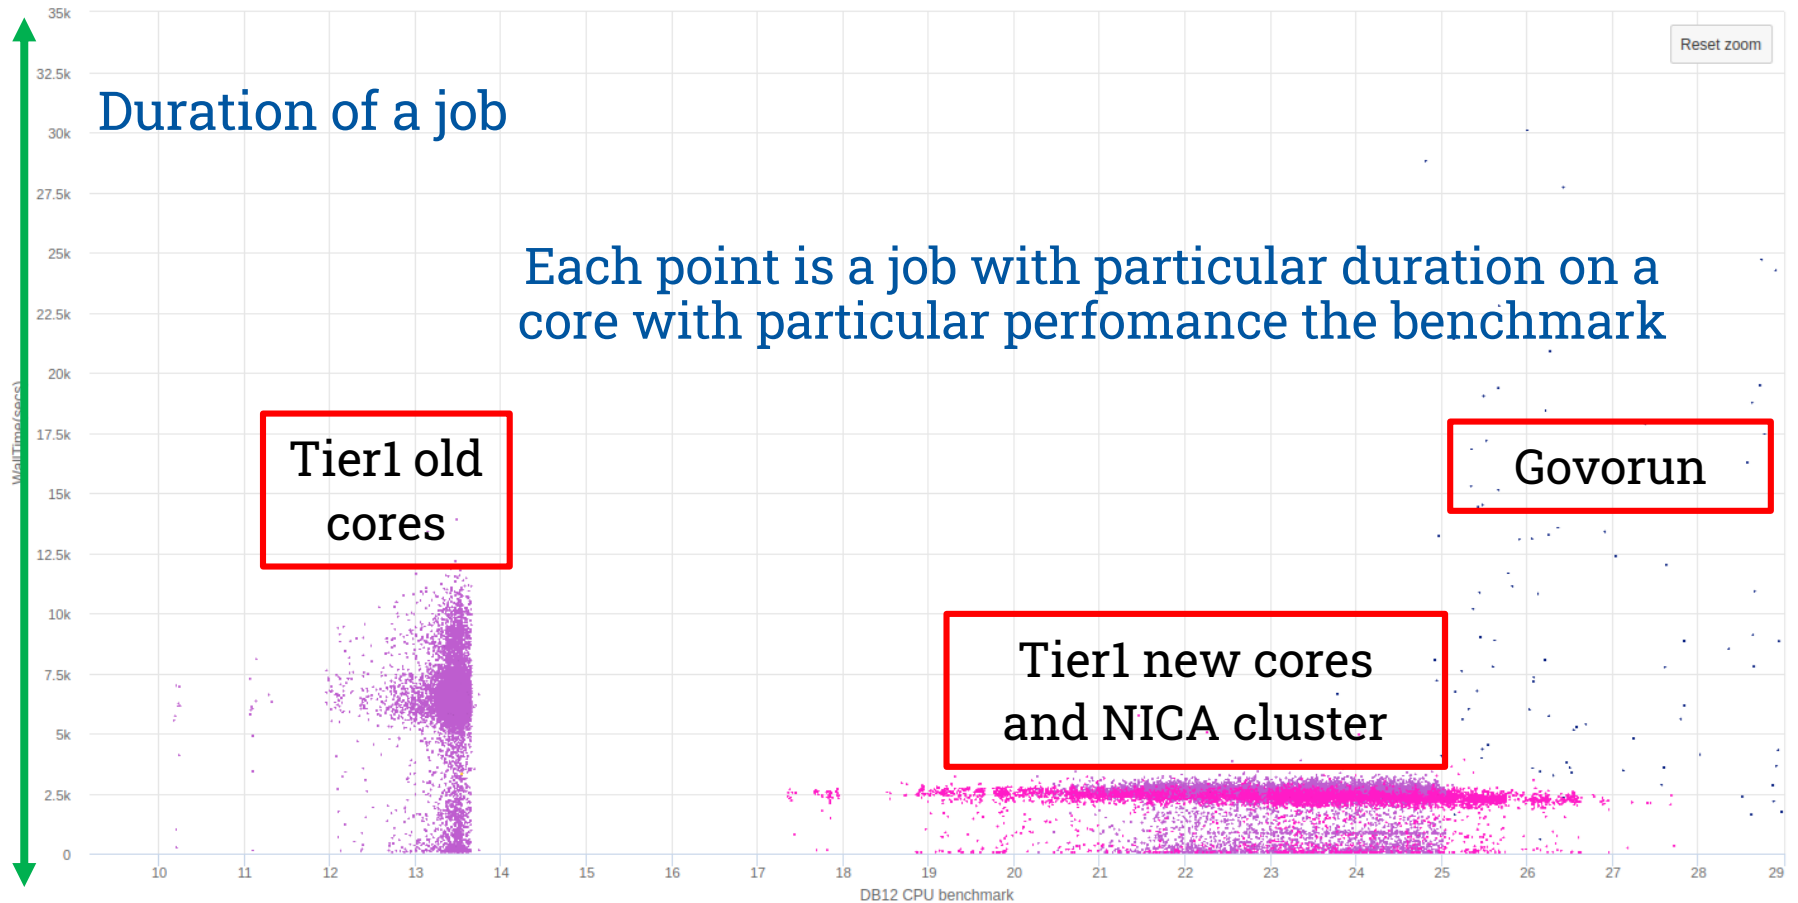 35k
Reset zoom
32.5k
Duration of a job
30k
27.5k
25k
Each point is a job with particular duration on a
core with particular perfomance the benchmark
22.5k
20k
WallTime(secs)
17.5k
Tier1 old
cores
Govorun
15k
12.5k
10k
Tier1 new cores
and NICA cluster
7.5k
5k
2.5k
0
10 11 12 13 14 15 16 17 18 19 20 21 22 23 24 25 26 27 28 29
DB12 CPU benchmark